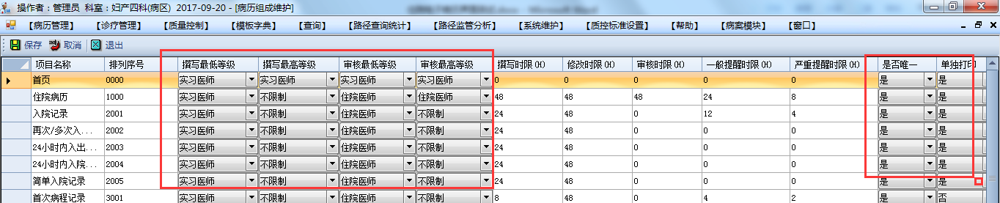 操作者：管理员 科室：妇产四科(病区) 2017-09-20 - [病历组成维护]
【病历管理】 【诊疗管理】 【质量控制】 【模板字典】 【查询】 【路径查询统计】 【路径监管分析】 【系统维护】 【质控标准设置】 【帮助】 【病案模块】 【窗口】
保存 取消 退出
项目名称 排列序号 撰写最低等级 撰写最高等级 审核最低等级 审核最高等级 撰写时限(H) 修改时限(H) 审核时限(H) 一般提醒时限(H) 严重提醒时限(H) 是否唯一 单独打印
首页 0000 实习医师 实习医师 实习医师 实习医师 0 0 0 0 0 是 是
住院病历 1000 实习医师 不限制 住院医师 住院医师 48 48 48 24 8 是 是
入院记录 2001 实习医师 不限制 住院医师 不限制 24 48 0 12 4 是 是
再次/多次入... 2002 实习医师 不限制 住院医师 不限制 24 48 0 0 0 是 是
24小时内入出... 2003 实习医师 不限制 住院医师 不限制 24 48 0 0 0 是 是
24小时内入院... 2004 实习医师 不限制 住院医师 不限制 24 48 0 0 0 是 是
简单入院记录 2005 实习医师 不限制 住院医师 不限制 24 48 0 0 0 是 是
首次病程记录 3001 实习医师 不限制 住院医师 不限制 8 48 0 4 2 是 否